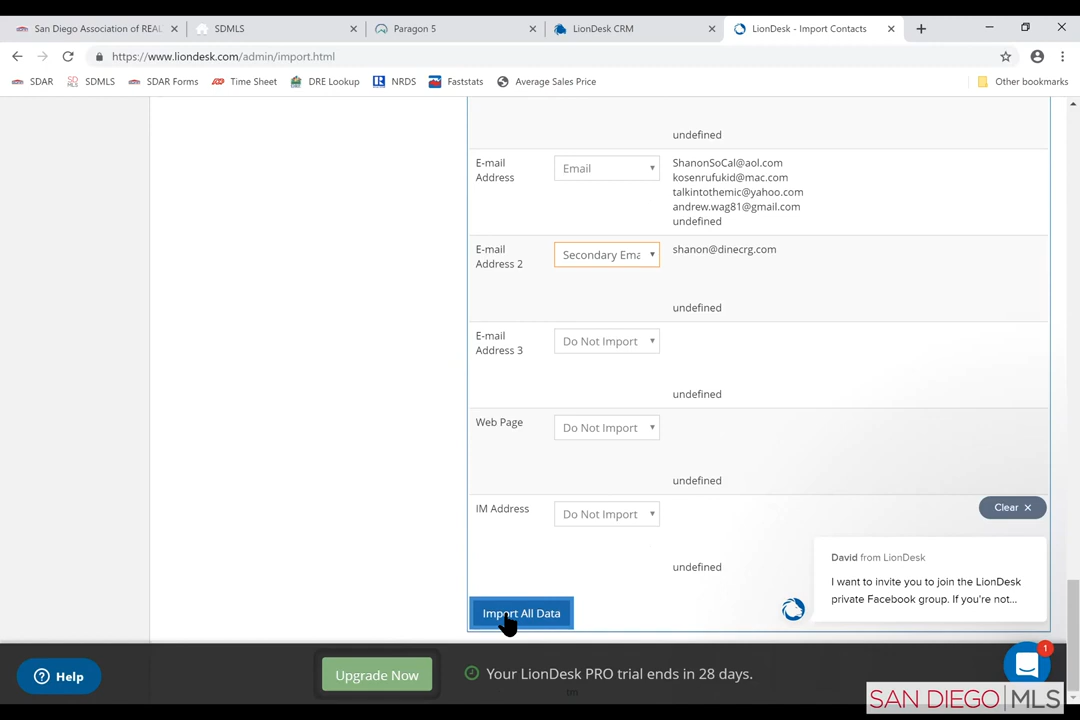 San Diego Association of REAL
SDMLS
Paragon 5
LionDesk CRM
LionDesk - Import Contacts
https://www.liondesk.com/admin/import.html
SDAR
SDMLS
SDAR Forms
Time Sheet
DRE Lookup
NRDS
Faststats
Average Sales Price
Other bookmarks
undefined
E-mail
Address
Email
ShanonSoCal@aol.com
kosenrufukid@mac.com
talkintothemic@yahoo.com
andrew.wag81@gmail.com
undefined
E-mail
Address 2
Secondary Ema
shanon@dinecrg.com
undefined
E-mail
Address 3
Do Not Import
undefined
Web Page
Do Not Import
undefined
IM Address
Do Not Import
undefined
Clear
David from LionDesk
I want to invite you to join the LionDesk
private Facebook group. If you're not...
Import All Data
Help
Upgrade Now
Your LionDesk PRO trial ends in 28 days.
tm
1
SAN DIEGO | MLS